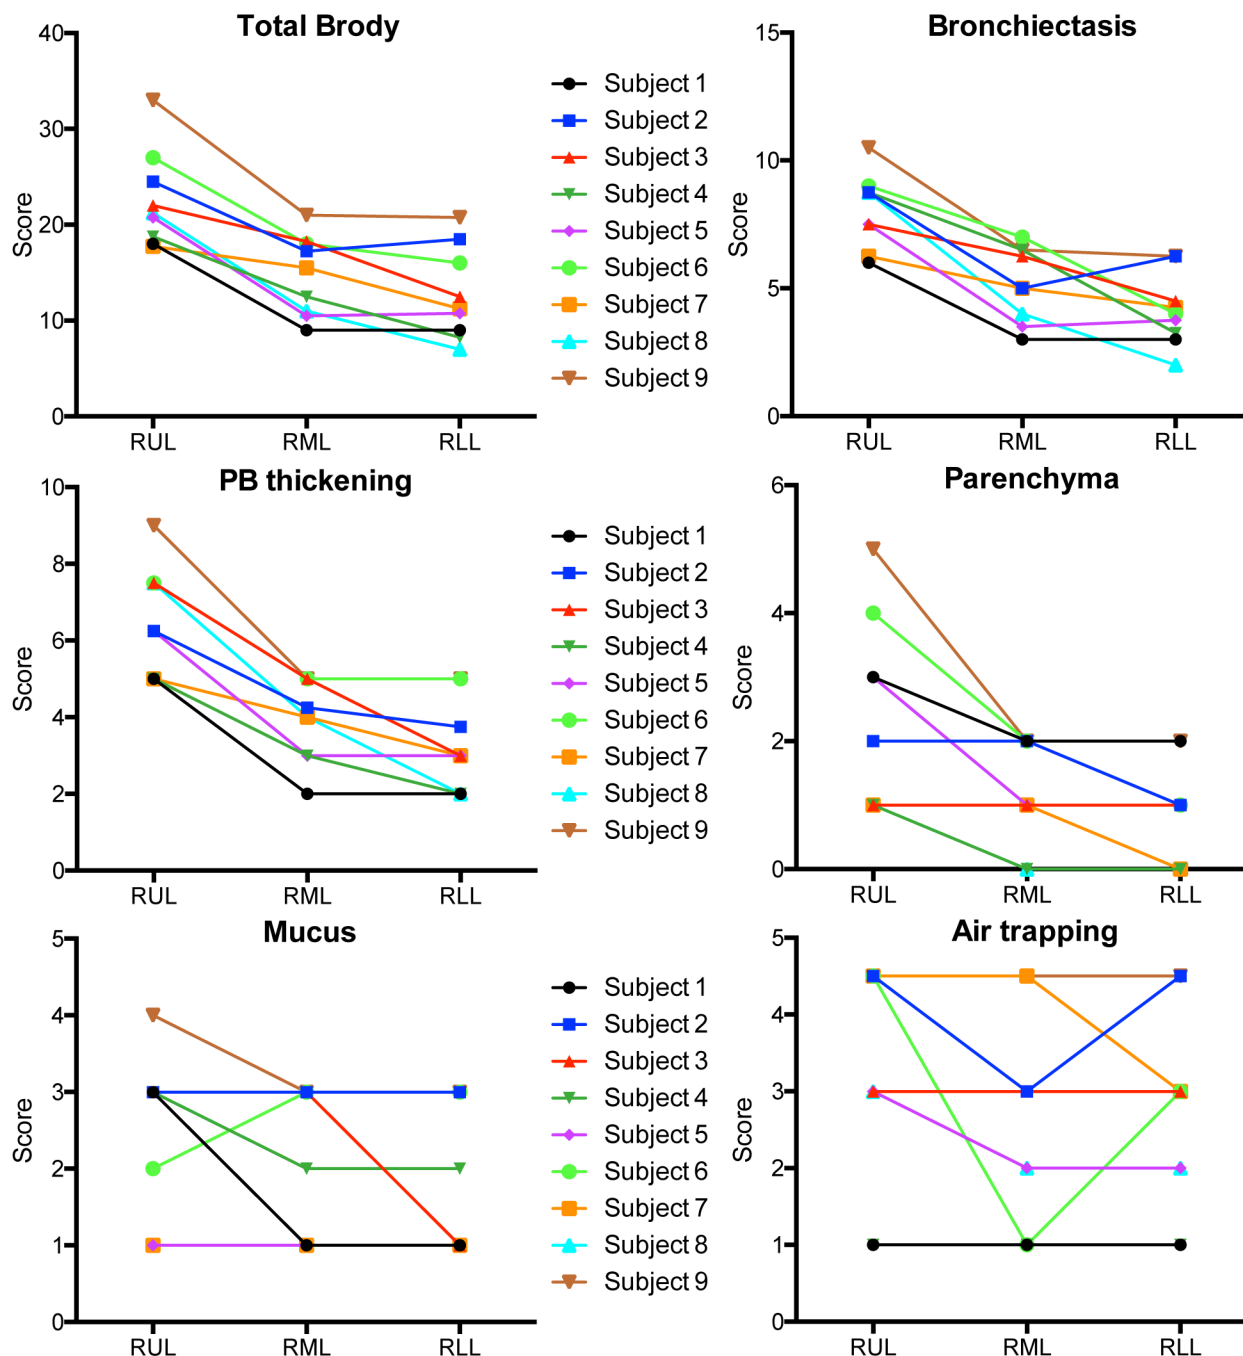 Total Brody
40
30
20
10
0
Score
RUL RML RLL
Subject 1
Subject 2
Subject 3
Subject 4
Subject 5
Subject 6
Subject 7
Subject 8
Subject 9
Bronchiectasis
15
10
5
0
Score
RUL RML RLL
PB thickening
10
8
6
4
2
0
Score
RUL RML RLL
Subject 1
Subject 2
Subject 3
Subject 4
Subject 5
Subject 6
Subject 7
Subject 8
Subject 9
Parenchyma
6
4
2
0
Score
RUL RML RLL
Mucus
5
4
3
2
1
0
Score
RUL RML RLL
Subject 1
Subject 2
Subject 3
Subject 4
Subject 5
Subject 6
Subject 7
Subject 8
Subject 9
Air trapping
5
4
3
2
1
0
Score
RUL RML RLL